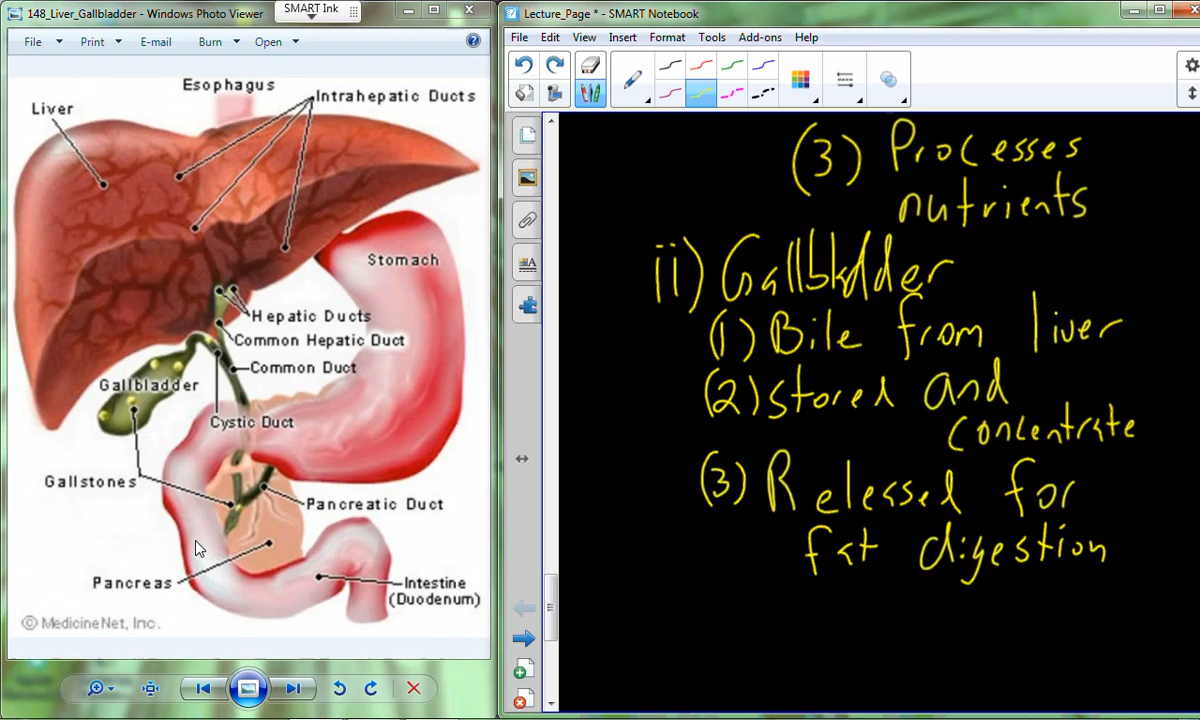 148_Liver_Gallbladder - Windows Photo Viewer
SMART Ink
File Print E-mail Burn Open
Esophagus
Liver
Intrahepatic Ducts
Stomach
Hepatic Ducts
Common Hepatic Duct
Common Duct
Gallbladder
Cystic Duct
Gallstones
Pancreatic Duct
Pancreas
Intestine
(Duodenum)
© MedicineNet, Inc.
Lecture_Page * - SMART Notebook
File Edit View Insert Format Tools Add-ons Help
(3) Processes
nutrients
ii) Gallbladder
(1) Bile from liver
(2) Stored and
concentrate
(3) Released for
fat digestion